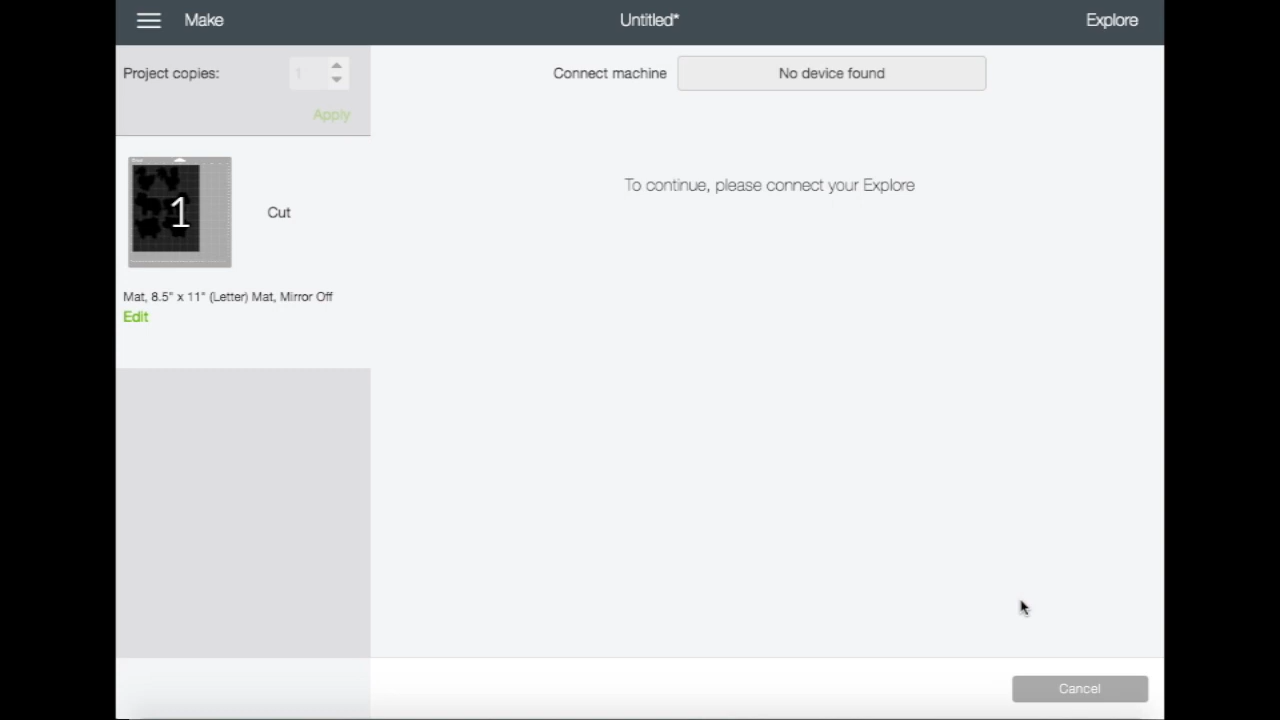 Make
Untitled*
Explore
Project copies:
1
Apply
Connect machine
No device found
To continue, please connect your Explore
1
Cut
Mat, 8.5" x 11" (Letter) Mat, Mirror Off
Edit
Cancel